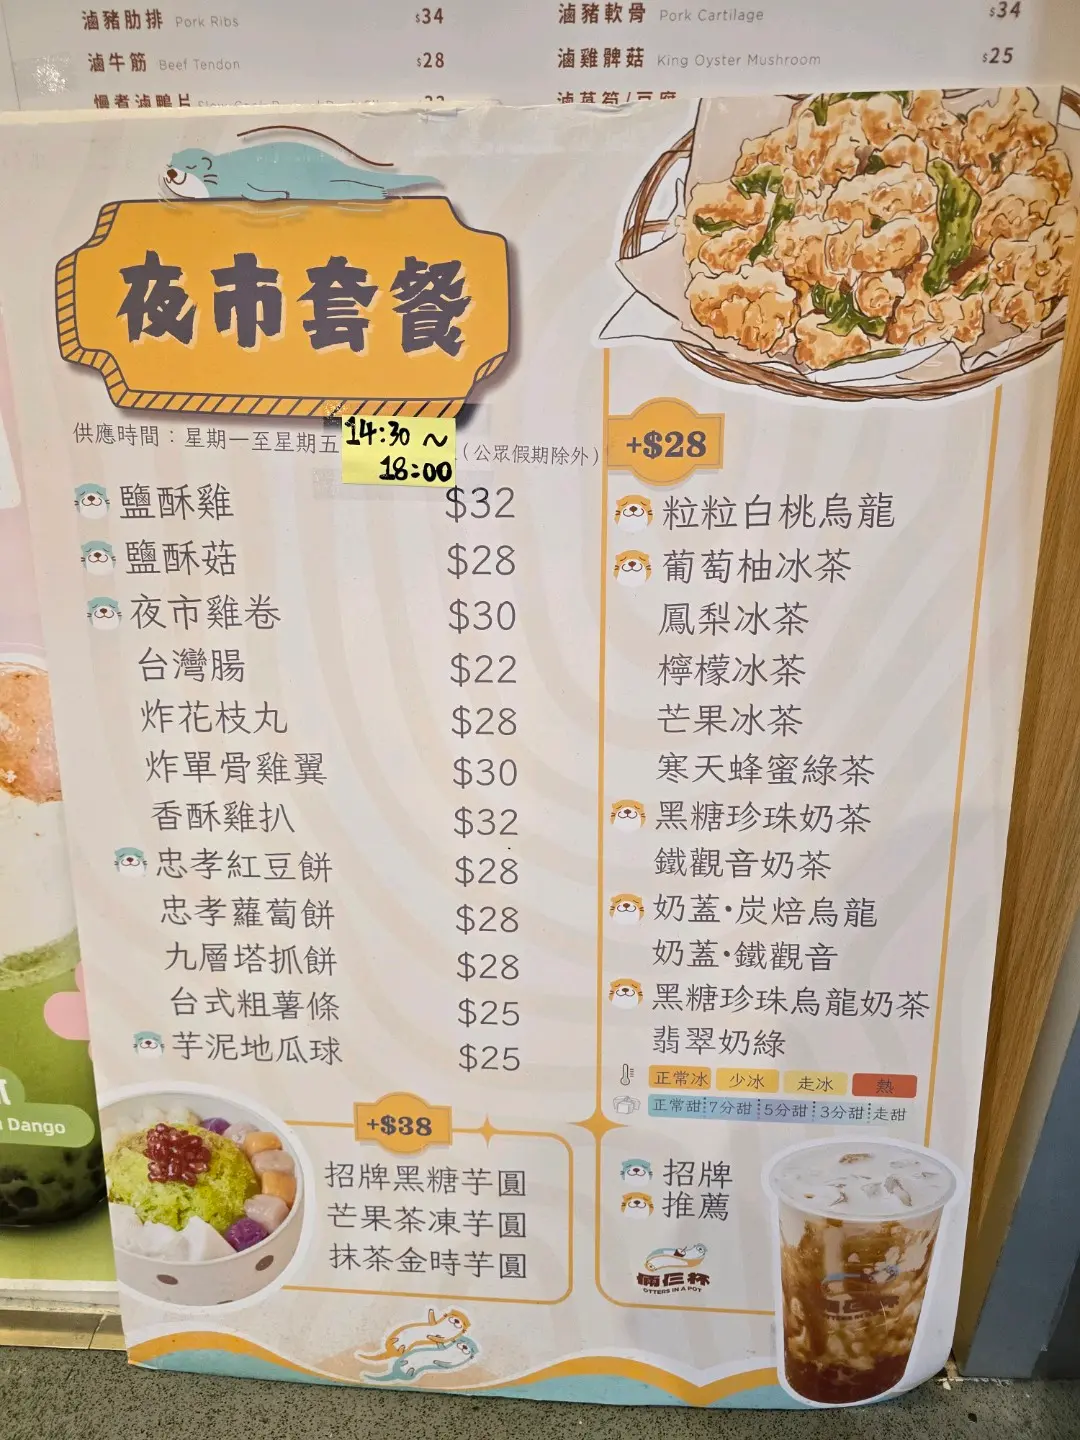 滷豬肋排 Pork Ribs $34
滷豬軟骨 Pork Cartilage $34
滷牛筋 Beef Tendon $28
滷雞髀菇 King Oyster Mushroom $25
夜市套餐
供應時間：星期一至星期五 14:30～ (公眾假期除外)
18:00
鹽酥雞 $32
鹽酥菇 $28
夜市雞卷 $30
台灣腸 $22
炸花枝丸 $28
炸單骨雞翼 $30
香酥雞扒 $32
忠孝紅豆餅 $28
忠孝蘿蔔餅 $28
九層塔抓餅 $28
台式粗薯條 $25
芋泥地瓜球 $25
+$28
粒粒白桃烏龍
葡萄柚冰茶
鳳梨冰茶
檸檬冰茶
芒果冰茶
寒天蜂蜜綠茶
黑糖珍珠奶茶
鐵觀音奶茶
奶蓋•炭焙烏龍
奶蓋•鐵觀音
黑糖珍珠烏龍奶茶
翡翠奶綠
正常冰 少冰 走冰 熱
正常甜 7分甜 5分甜 3分甜 走甜
+$38
招牌黑糖芋圓
芒果茶凍芋圓
抹茶金時芋圓
招牌
推薦
倆仨杯
OTTERS IN A POT
Dango